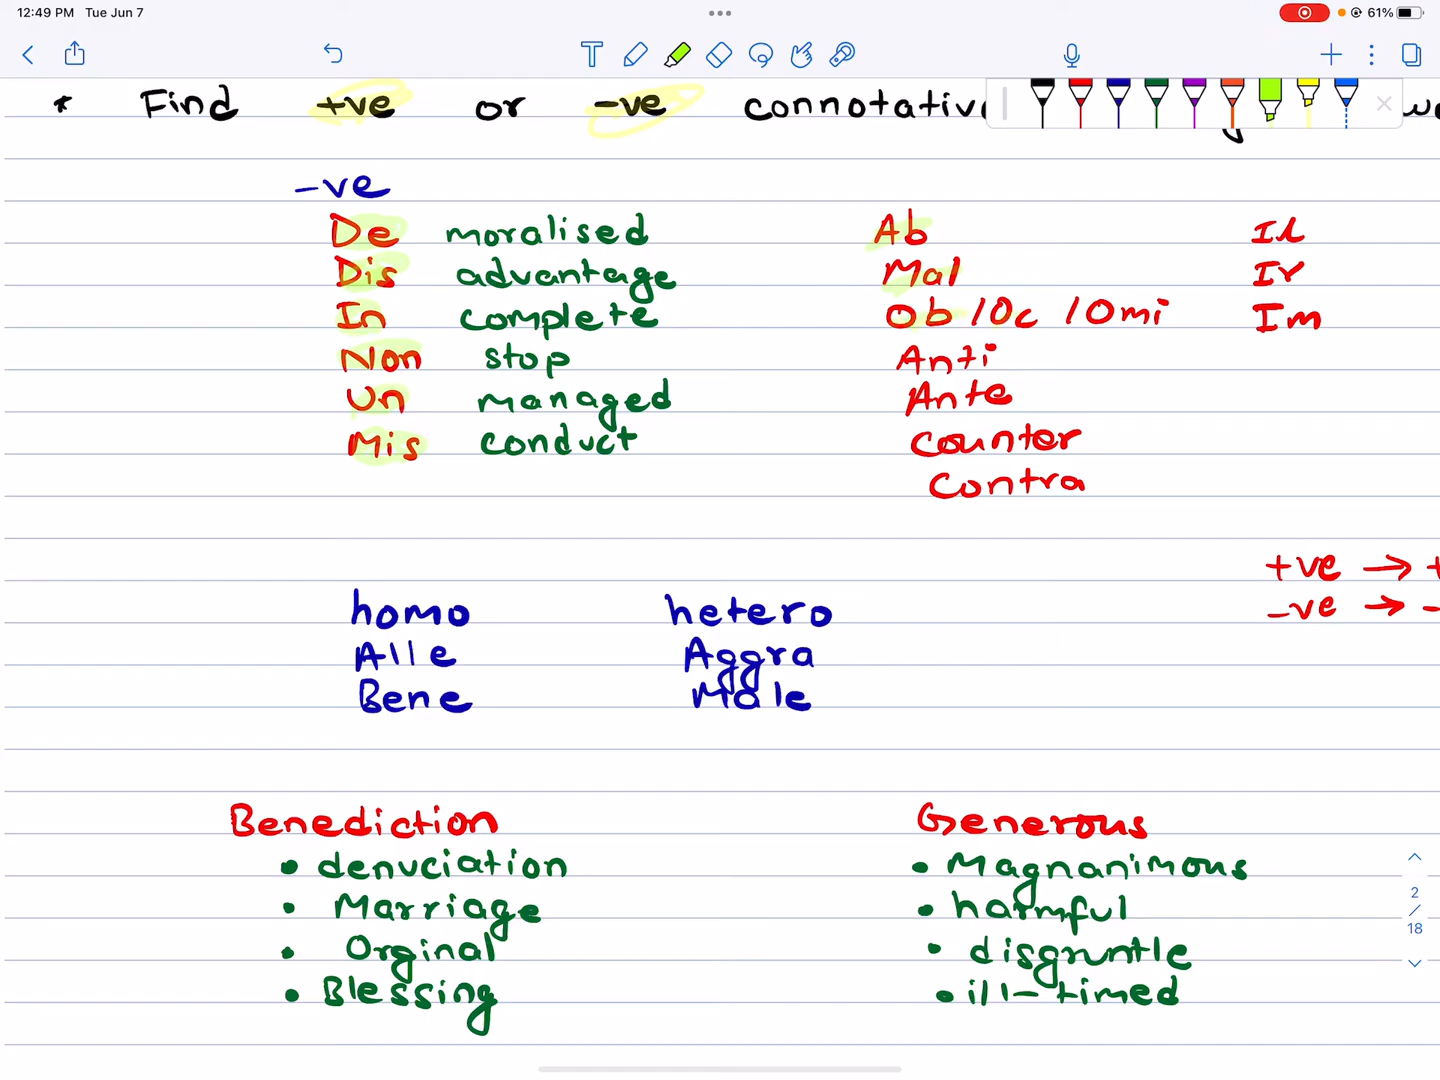 12:49 PM Tue Jun 7
61%
* Find +ve or -ve connotative
-ve
De moralised Ab Il
Dis advantage Mal Ir
In complete Ob / Oc / Omi Im
Non stop Anti
Un managed Ante
Mis conduct Counter
Contra
+ve → +
homo hetero -ve → -
Alle Aggra
Bene Male
Benediction Generous
• denuciation • Magnanimous
• Marriage • harmful
• Orginal • disgruntle
• Blessing • ill-timed
2
/
18